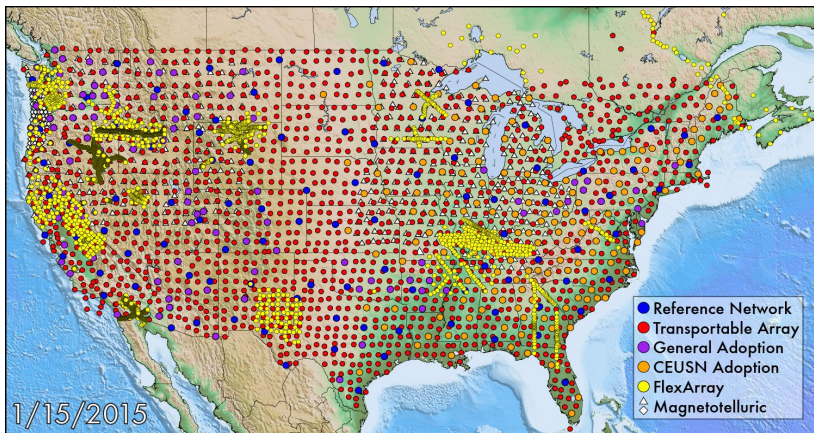 Reference Network
Transportable Array
General Adoption
CEUSN Adoption
FlexArray
Magnetotelluric
1/15/2015